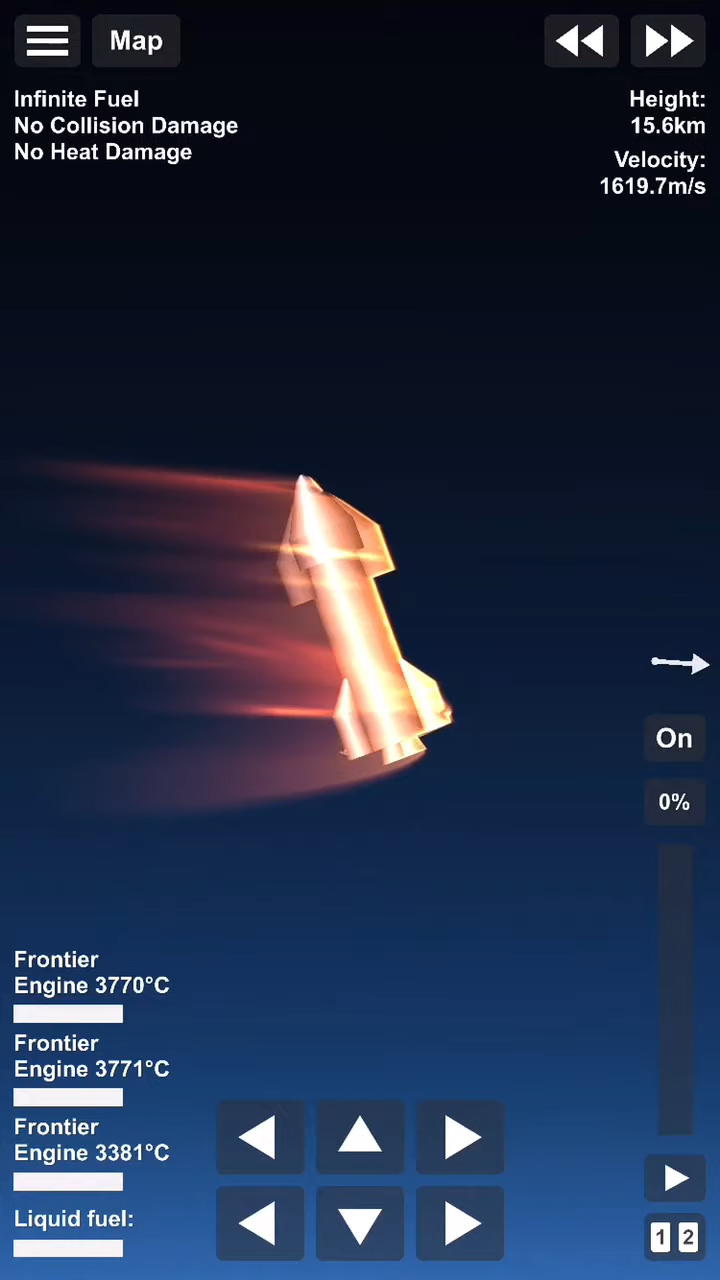 Map
Infinite Fuel
No Collision Damage
No Heat Damage
Height:
15.6km
Velocity:
1619.7m/s
On
0%
Frontier
Engine 3770°C
Frontier
Engine 3771°C
Frontier
Engine 3381°C
Liquid fuel:
1 2